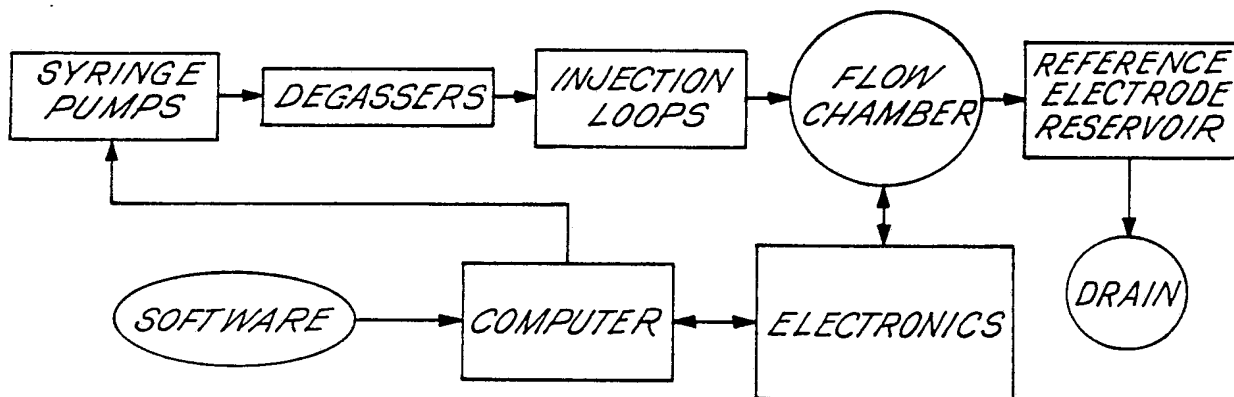 SYRINGE
PUMPS
DEGASSERS
INJECTION
LOOPS
FLOW
CHAMBER
REFERENCE
ELECTRODE
RESERVOIR
SOFTWARE
COMPUTER
ELECTRONICS
DRAIN